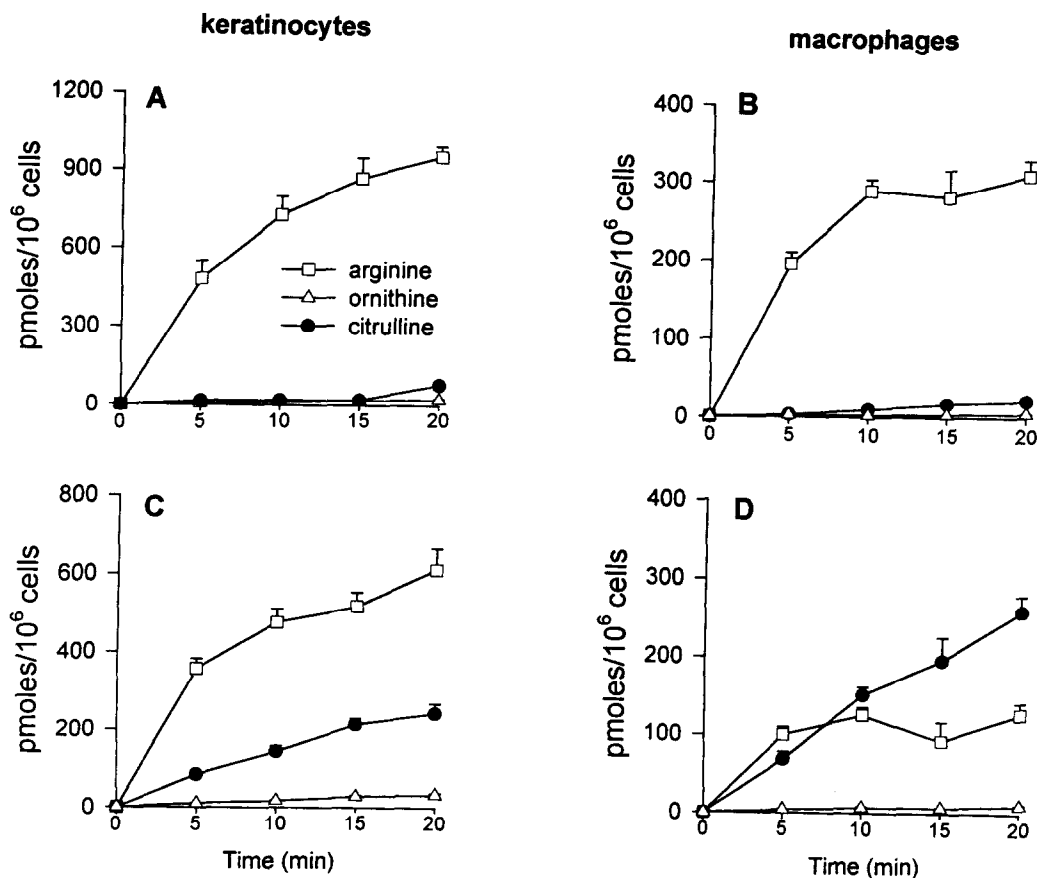 keratinocytes
macrophages
A
1200
900
600
300
0
pmoles/10⁶ cells
arginine
ornithine
citrulline
0 5 10 15 20
B
400
300
200
100
0
pmoles/10⁶ cells
0 5 10 15 20
C
800
600
400
200
0
pmoles/10⁶ cells
0 5 10 15 20
Time (min)
D
400
300
200
100
0
pmoles/10⁶ cells
0 5 10 15 20
Time (min)